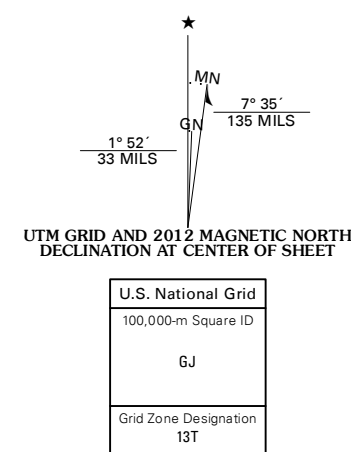 ★
MN
GN
7° 35´
135 MILS
1° 52´
33 MILS
UTM GRID AND 2012 MAGNETIC NORTH
DECLINATION AT CENTER OF SHEET
U.S. National Grid
100,000-m Square ID
GJ
Grid Zone Designation
13T